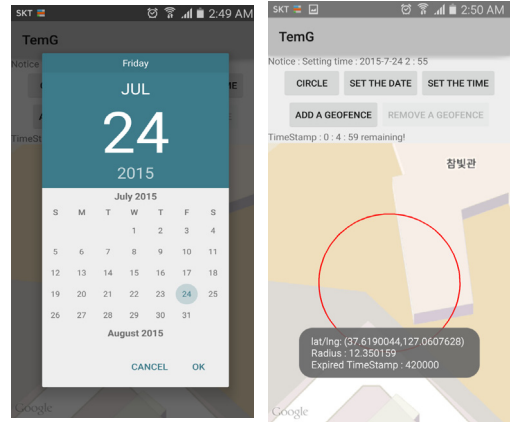 SKT 2:49 AM
TemG
Notice
Friday
JUL
24
2015
ME
A
TimeSt
July 2015
S M T W T F S
1 2 3 4
5 6 7 8 9 10 11
12 13 14 15 16 17 18
19 20 21 22 23 24 25
26 27 28 29 30 31
August 2015
CANCEL OK
Google
SKT 2:50 AM
TemG
Notice : Setting time : 2015-7-24 2 : 55
CIRCLE SET THE DATE SET THE TIME
ADD A GEOFENCE REMOVE A GEOFENCE
TimeStamp : 0 : 4 : 59 remaining!
참빛관
lat/lng: (37.6190044,127.0607628)
Radius : 12.350159
Expired TimeStamp : 420000
Google